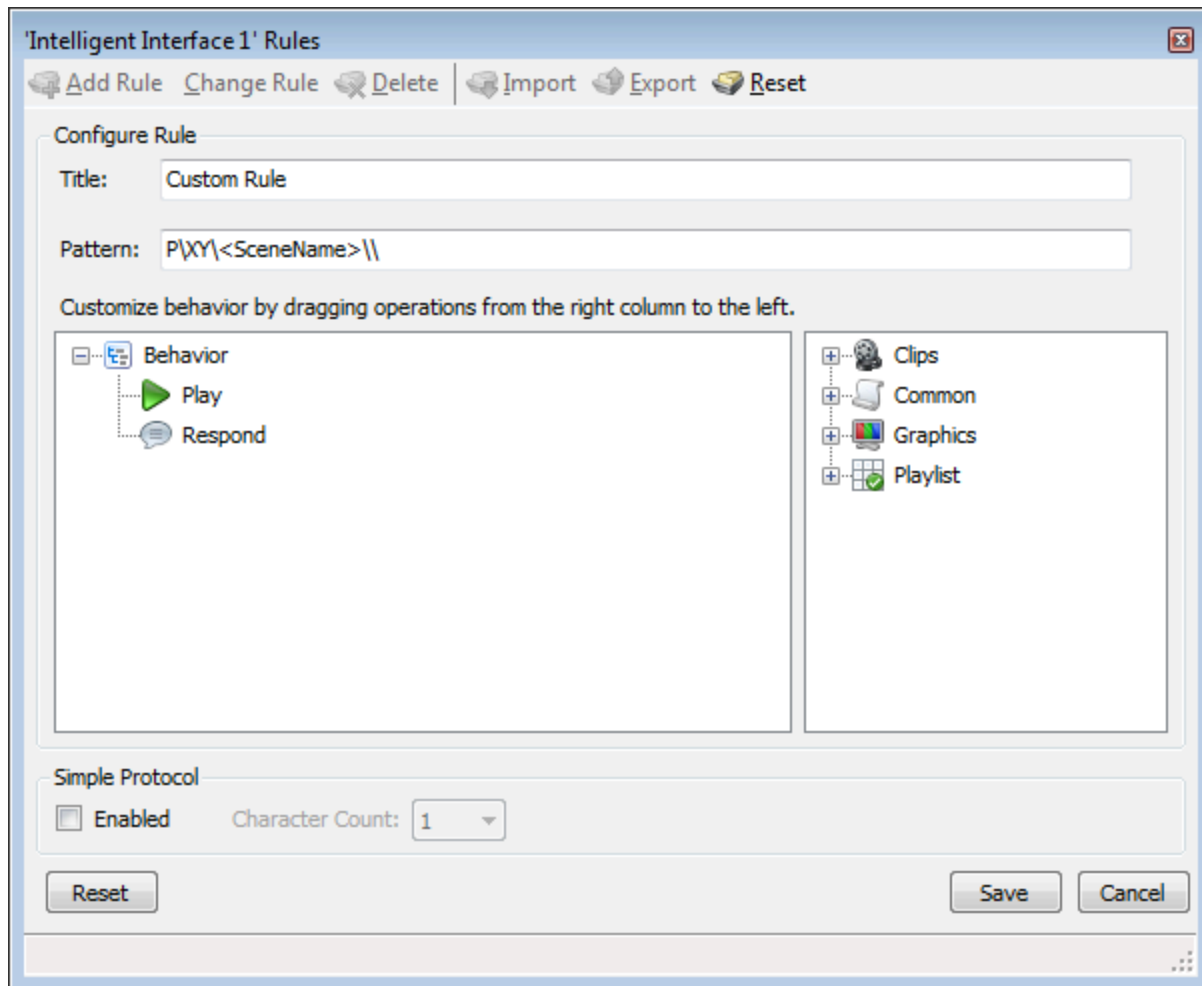 'Intelligent Interface 1' Rules
Add Rule Change Rule Delete Import Export Reset
Configure Rule
Title: Custom Rule
Pattern: P\XY\<SceneName>\\
Customize behavior by dragging operations from the right column to the left.
Behavior
Play
Respond
Clips
Common
Graphics
Playlist
Simple Protocol
Enabled Character Count: 1
Reset Save Cancel